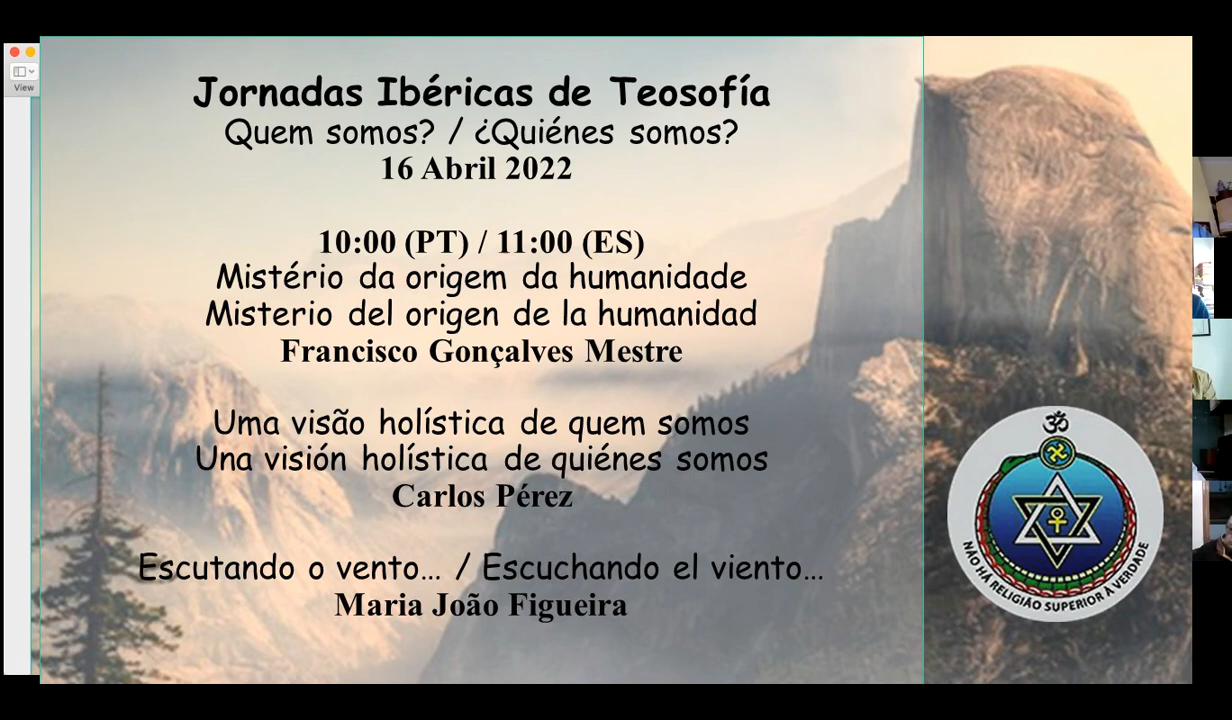 View
Jornadas Ibéricas de Teosofía
Quem somos? / ¿Quiénes somos?
16 Abril 2022
10:00 (PT) / 11:00 (ES)
Mistério da origem da humanidade
Misterio del origen de la humanidad
Francisco Gonçalves Mestre
Uma visão holística de quem somos
Una visión holística de quiénes somos
Carlos Pérez
Escutando o vento... / Escuchando el viento...
Maria João Figueira
ॐ
NÃO HÁ RELIGIÃO SUPERIOR À VERDADE